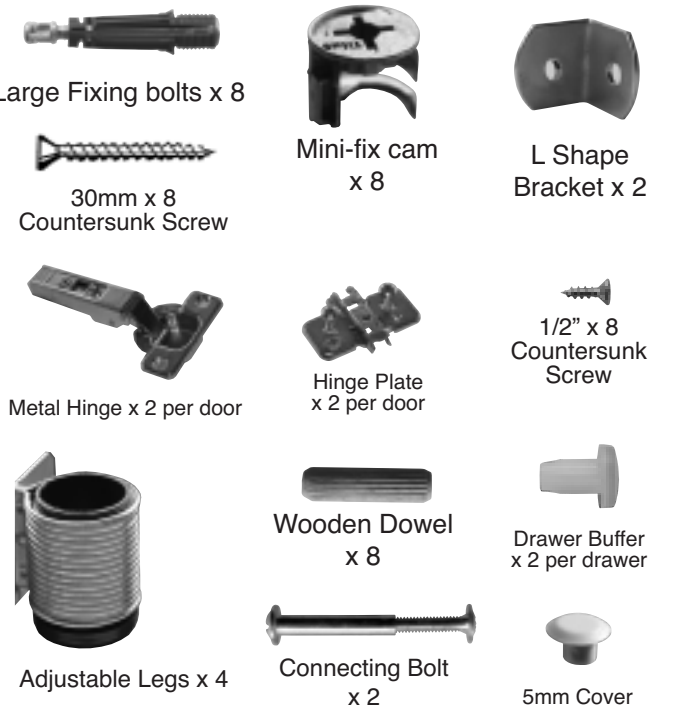 Large Fixing bolts x 8
Mini-fix cam
x 8
L Shape
Bracket x 2
30mm x 8
Countersunk Screw
Metal Hinge x 2 per door
Hinge Plate
x 2 per door
1/2” x 8
Countersunk
Screw
Adjustable Legs x 4
Wooden Dowel
x 8
Drawer Buffer
x 2 per drawer
Connecting Bolt
x 2
5mm Cover